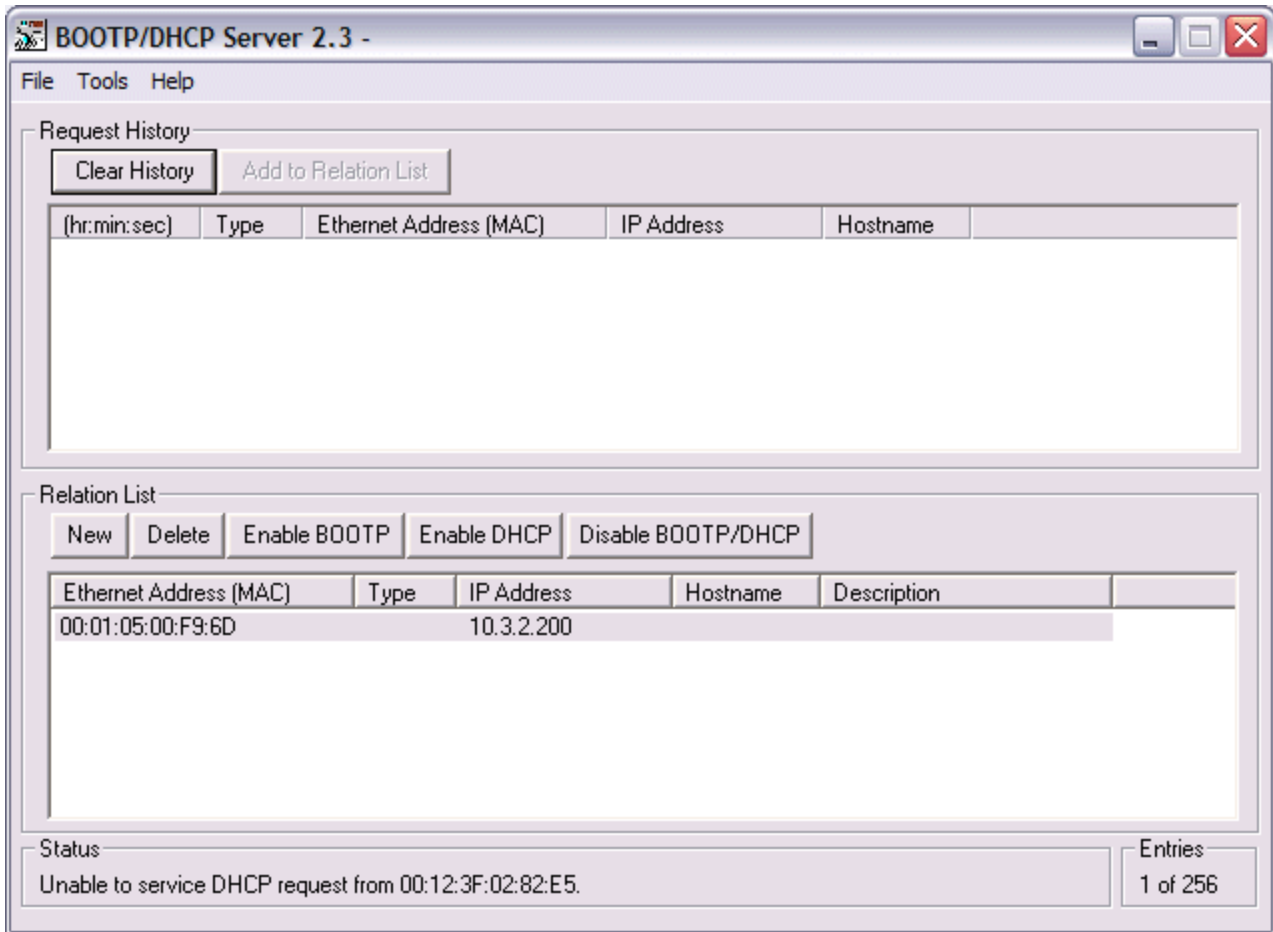 BOOTP/DHCP Server 2.3 -
File Tools Help
Request History
Clear History Add to Relation List
(hr:min:sec) Type Ethernet Address (MAC) IP Address Hostname
Relation List
New Delete Enable BOOTP Enable DHCP Disable BOOTP/DHCP
Ethernet Address (MAC) Type IP Address Hostname Description
00:01:05:00:F9:6D 10.3.2.200
Status
Unable to service DHCP request from 00:12:3F:02:82:E5.
Entries
1 of 256